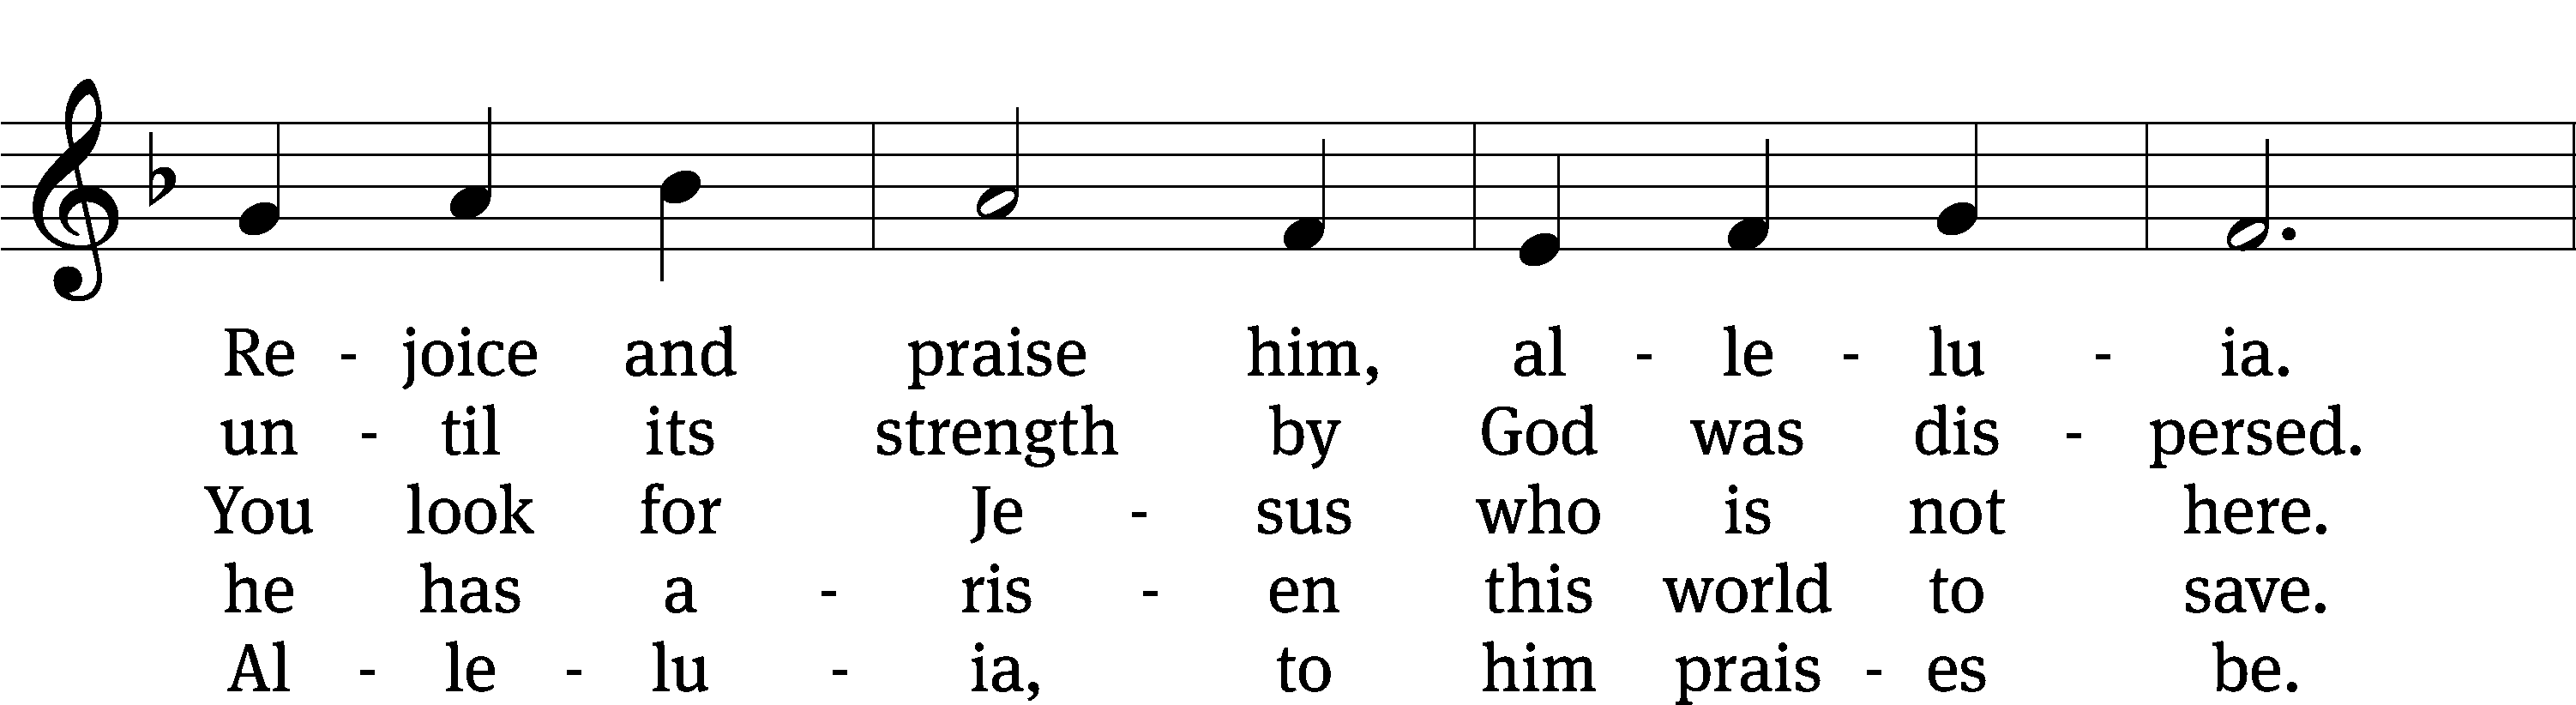 Re - joice and praise him, al - le - lu - ia.
un - til its strength by God was dis - persed.
You look for Je - sus who is not here.
he has a - ris - en this world to save.
Al - le - lu - ia, to him prais - es be.